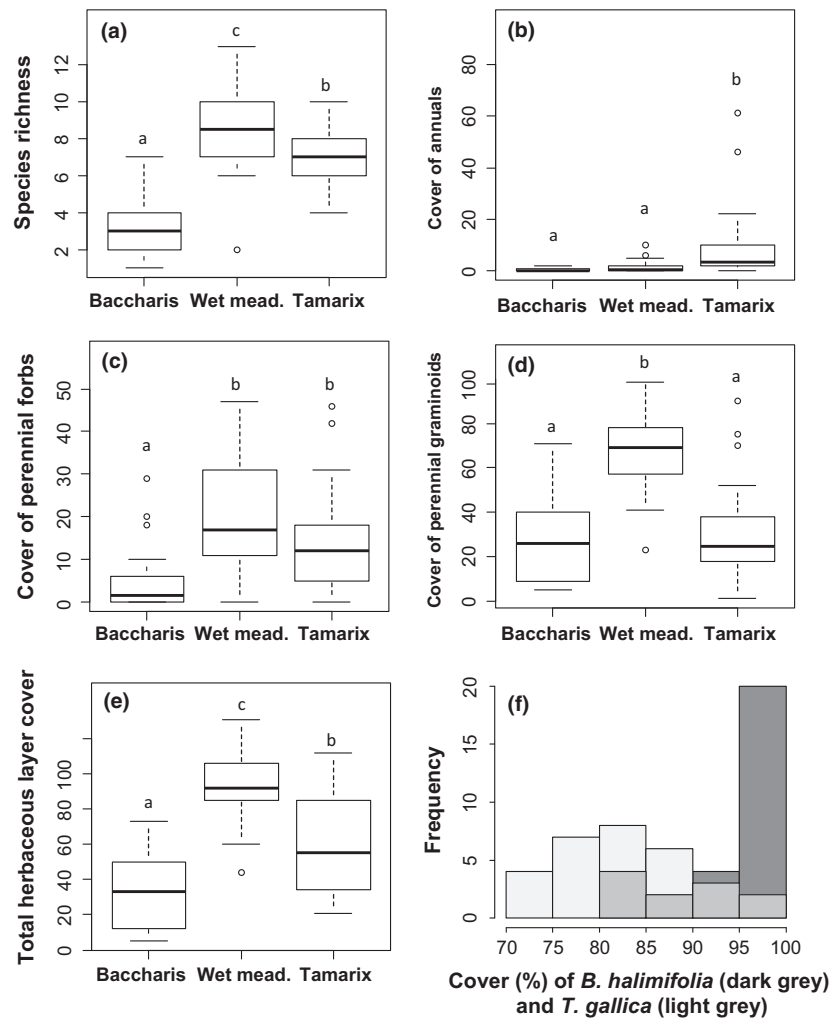 (a)
Species richness
2 4 6 8 10 12
a
c
b
Baccharis Wet mead. Tamarix
(b)
Cover of annuals
0 20 40 60 80
a
a
b
Baccharis Wet mead. Tamarix
(c)
Cover of perennial forbs
0 10 20 30 40 50
a
b
b
Baccharis Wet mead. Tamarix
(d)
Cover of perennial graminoids
0 20 40 60 80 100
a
b
a
Baccharis Wet mead. Tamarix
(e)
Total herbaceous layer cover
0 20 40 60 80 100
a
c
b
Baccharis Wet mead. Tamarix
(f)
Frequency
0 5 10 15 20
70 75 80 85 90 95 100
Cover (%) of B. halimifolia (dark grey)
and T. gallica (light grey)